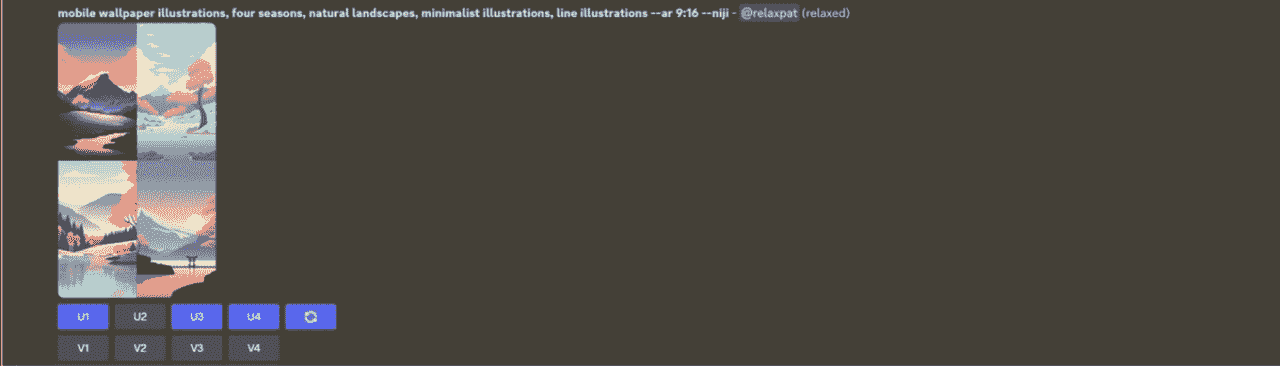 mobile wallpaper illustrations, four seasons, natural landscapes, minimalist illustrations, line illustrations --ar 9:16 --niji - @relaxpat (relaxed)
U1 U2 U3 U4
V1 V2 V3 V4